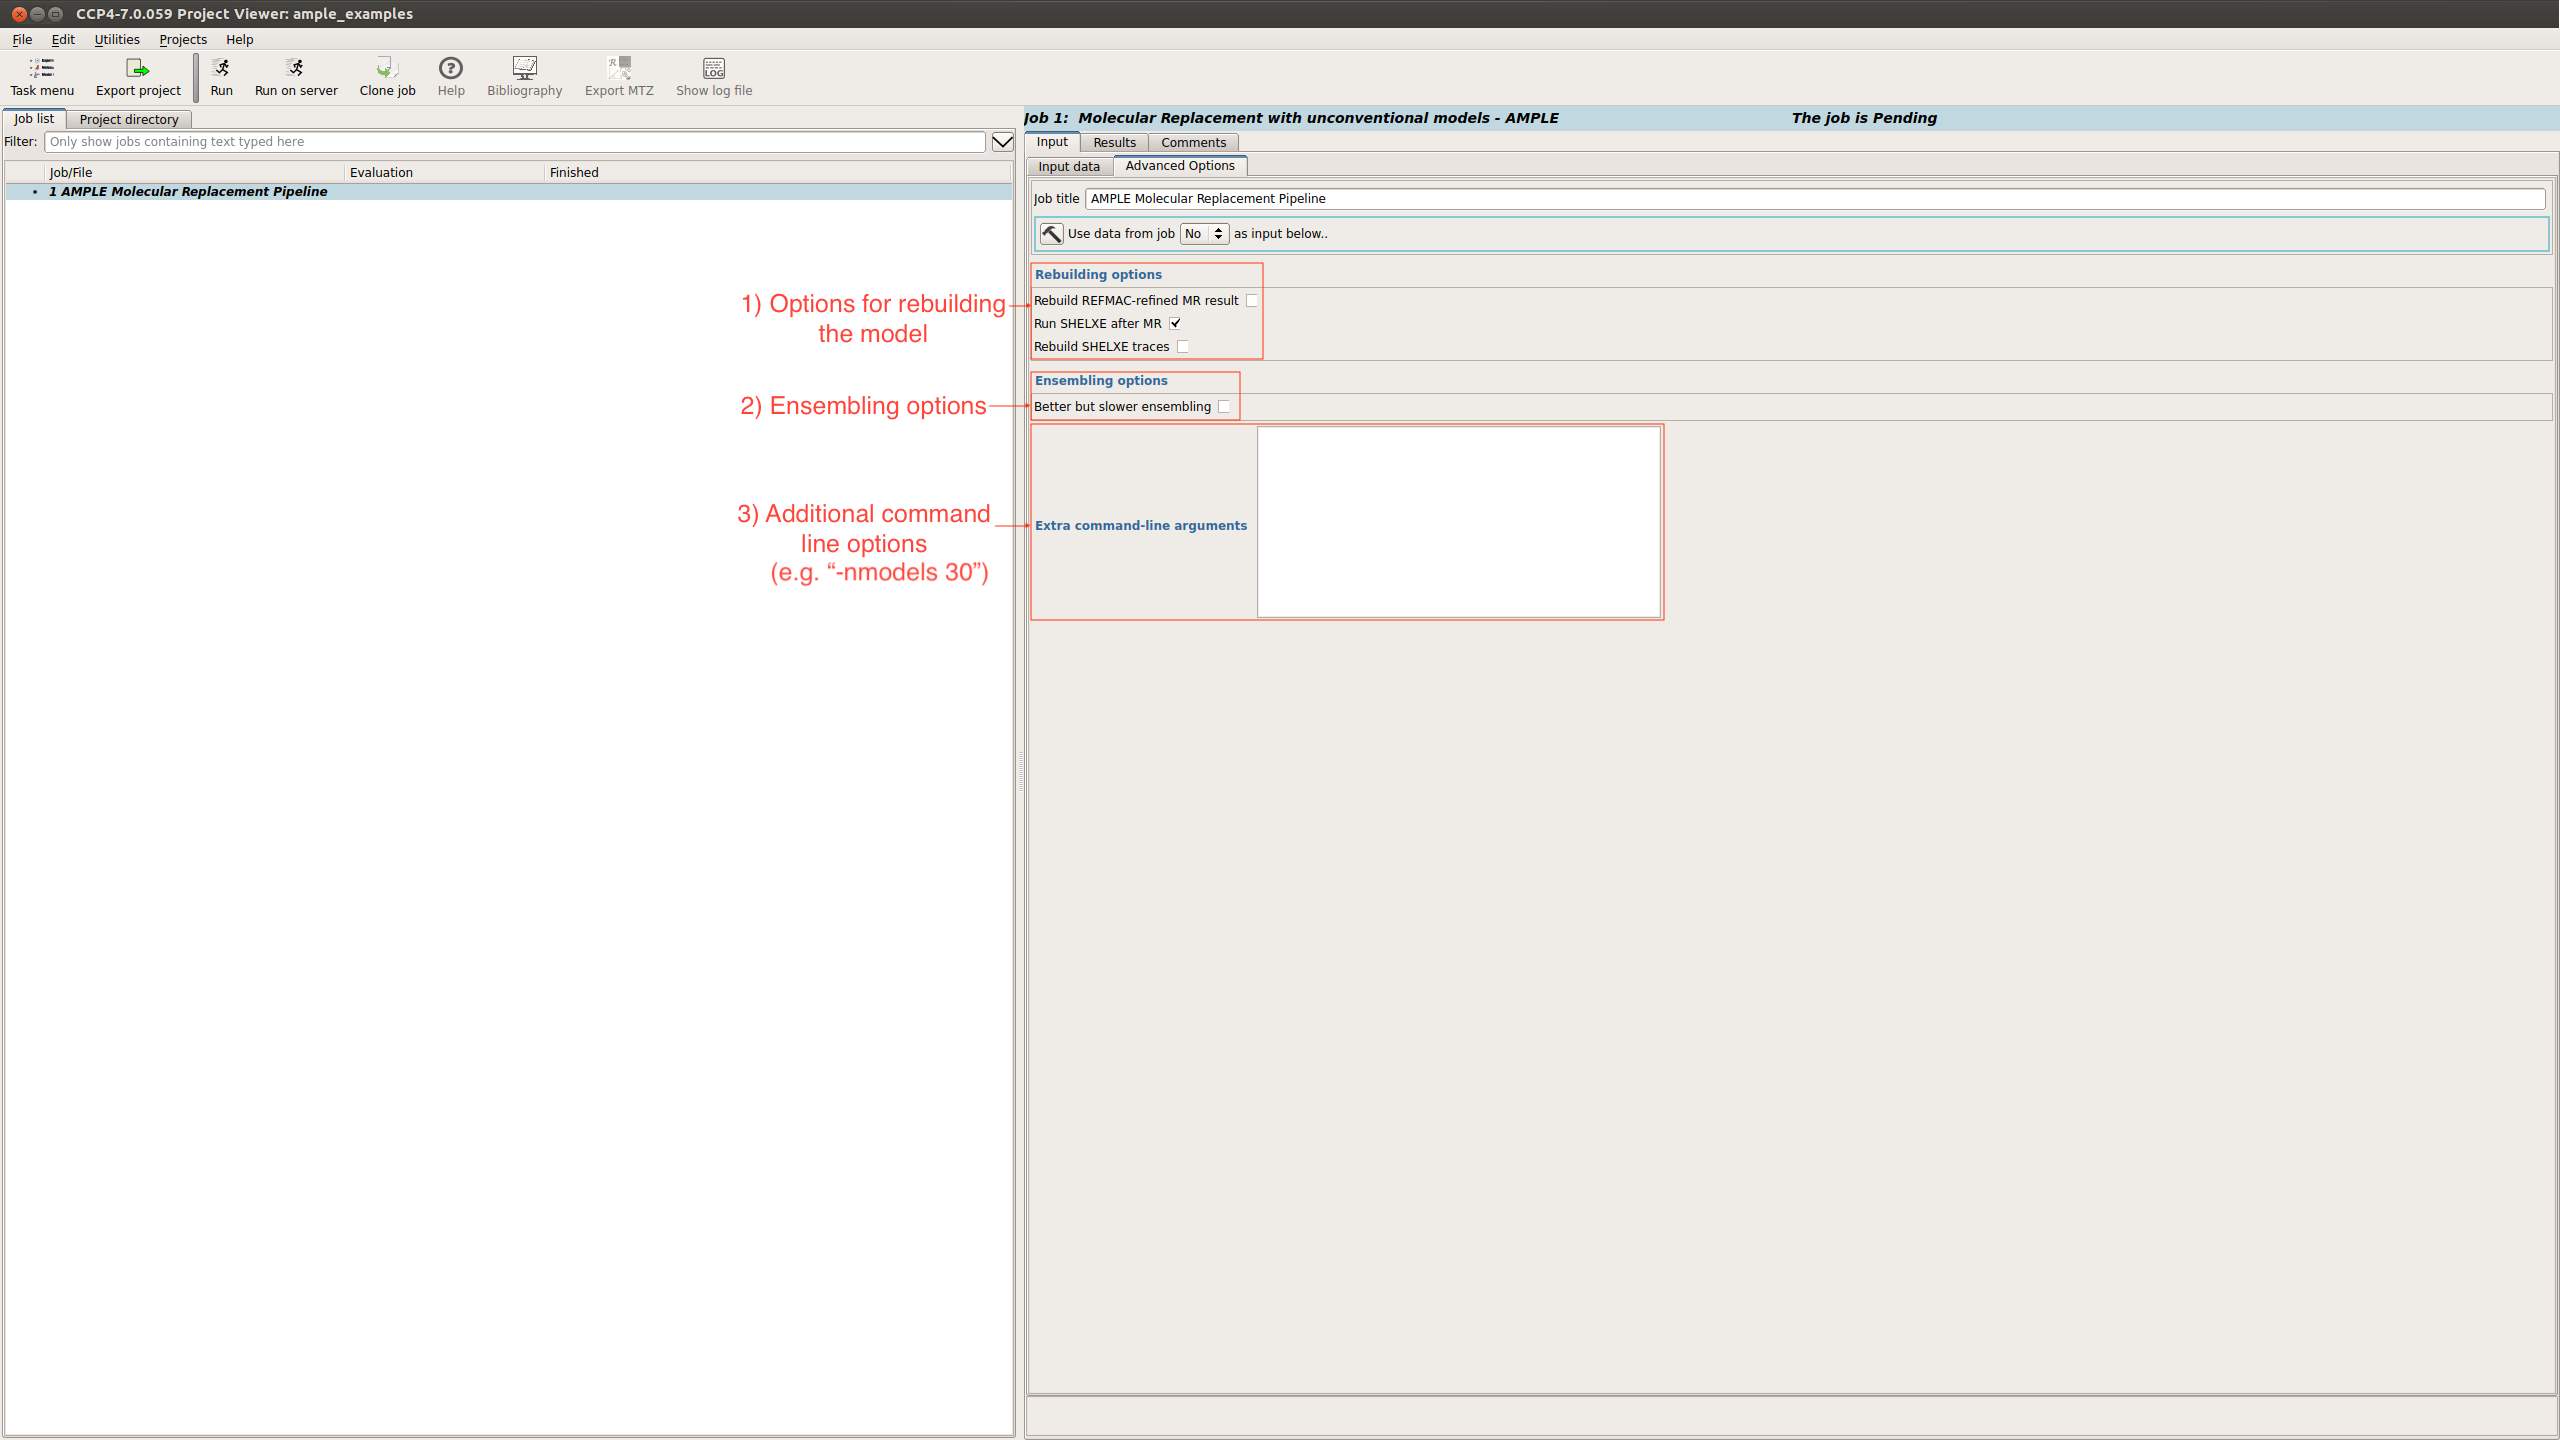 CCP4-7.0.059 Project Viewer: ample_examples
File Edit Utilities Projects Help
Task menu Export project Run Run on server Clone job Help Bibliography Export MTZ Show log file
Job list Project directory
Filter: Only show jobs containing text typed here
Job/File Evaluation Finished
1 AMPLE Molecular Replacement Pipeline
1) Options for rebuilding
the model
2) Ensembling options
3) Additional command
line options
(e.g. “-nmodels 30”)
Job 1: Molecular Replacement with unconventional models - AMPLE The job is Pending
Input Results Comments
Input data Advanced Options
Job title AMPLE Molecular Replacement Pipeline
Use data from job No as input below..
Rebuilding options
Rebuild REFMAC-refined MR result
Run SHELXE after MR
Rebuild SHELXE traces
Ensembling options
Better but slower ensembling
Extra command-line arguments